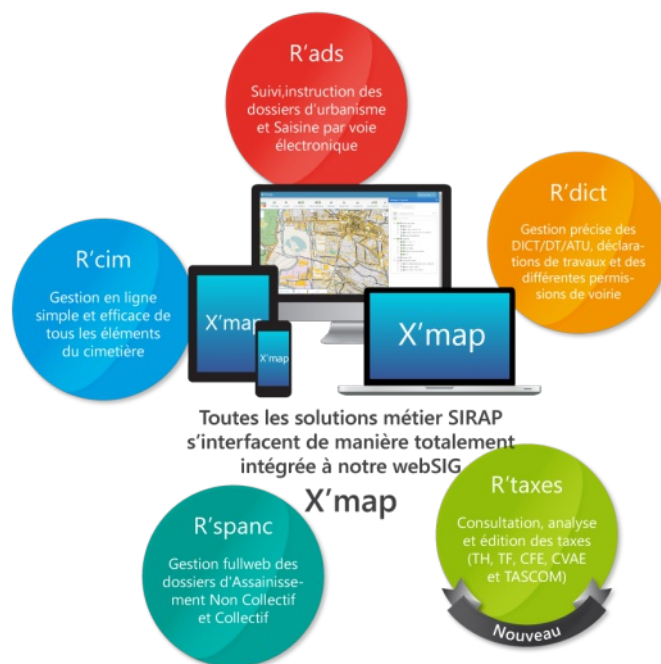 R'ads
Suivi,instruction des
dossiers d'urbanisme
et Saisine par voie
électronique
R'dict
Gestion précise des
DICT/DT/ATU, déclara-
tions de travaux et des
différentes permis-
sions de voirie
R'cim
Gestion en ligne
simple et efficace de
tous les éléments
du cimetière
X'map
X'map
X'map
Toutes les solutions métier SIRAP
s'interfacent de manière totalement
intégrée à notre webSIG
X'map
R'taxes
Consultation, analyse
et édition des taxes
(TH, TF, CFE, CVAE
et TASCOM)
Nouveau
R'spanc
Gestion fullweb des
dossiers d'Assainisse-
ment Non Collectif
et Collectif